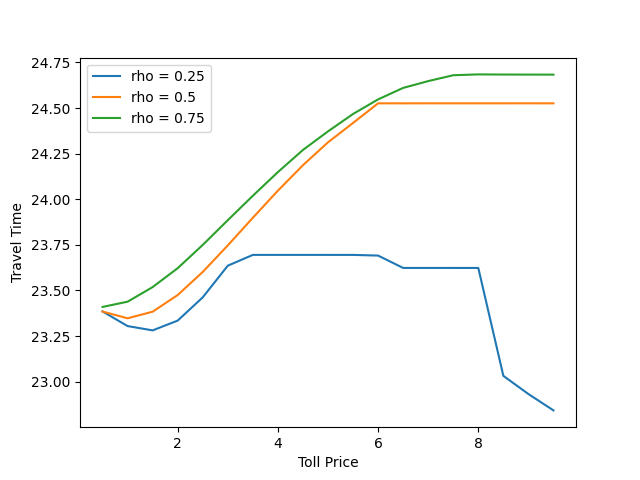 24.75
24.50
24.25
24.00
23.75
23.50
23.25
23.00
Travel Time
rho = 0.25
rho = 0.5
rho = 0.75
2 4 6 8
Toll Price